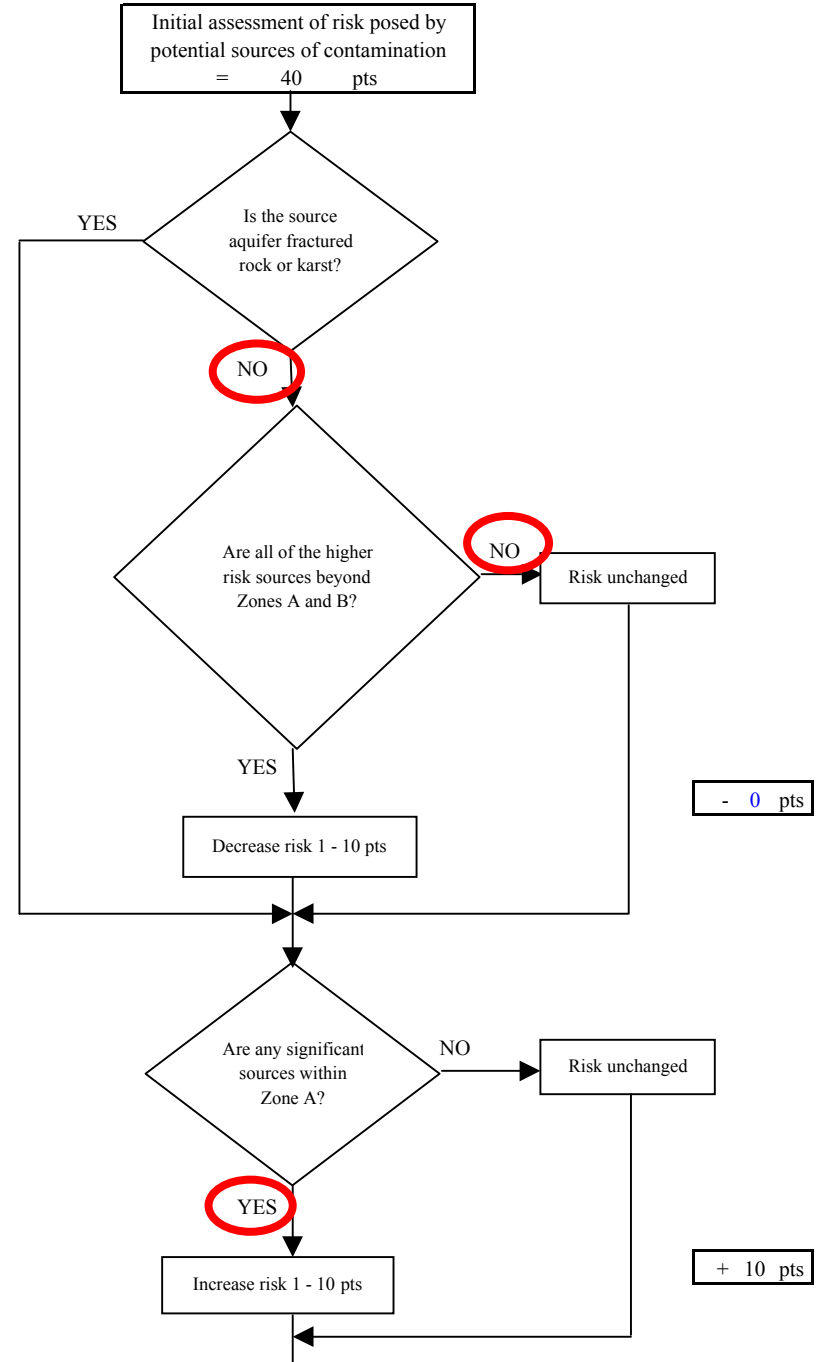 Initial assessment of risk posed by
potential sources of contamination
= 40 pts
YES
Is the source
aquifer fractured
rock or karst?
NO
Are all of the higher
risk sources beyond
Zones A and B?
NO
Risk unchanged
YES
- 0 pts
Decrease risk 1 - 10 pts
Are any significant
sources within
Zone A?
NO
Risk unchanged
YES
Increase risk 1 - 10 pts
+ 10 pts